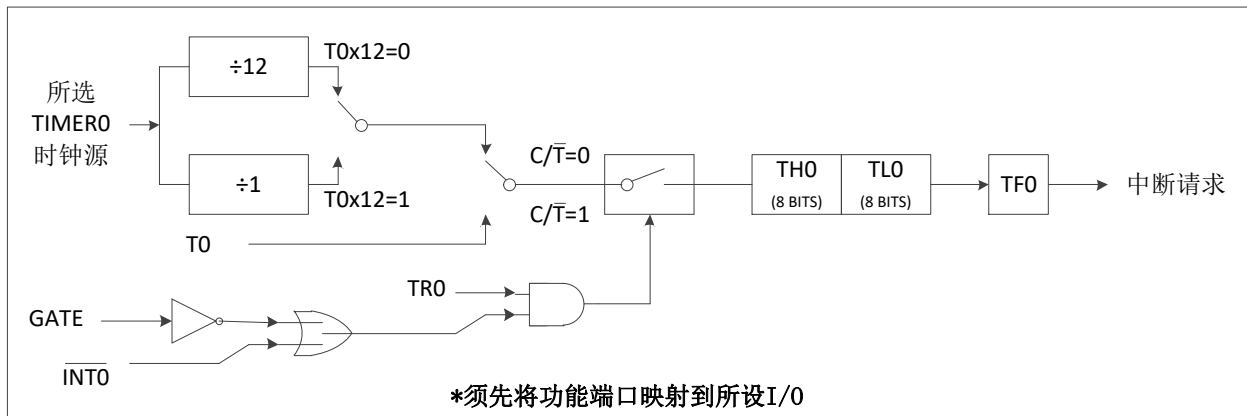 ÷12
T0x12=0
所选
TIMER0
时钟源
÷1
T0x12=1
T0
C/T̅=0
C/T̅=1
TH0
(8 BITS)
TL0
(8 BITS)
TF0
中断请求
TR0
GATE
I̅N̅T̅0̅
*须先将功能端口映射到所设I/O